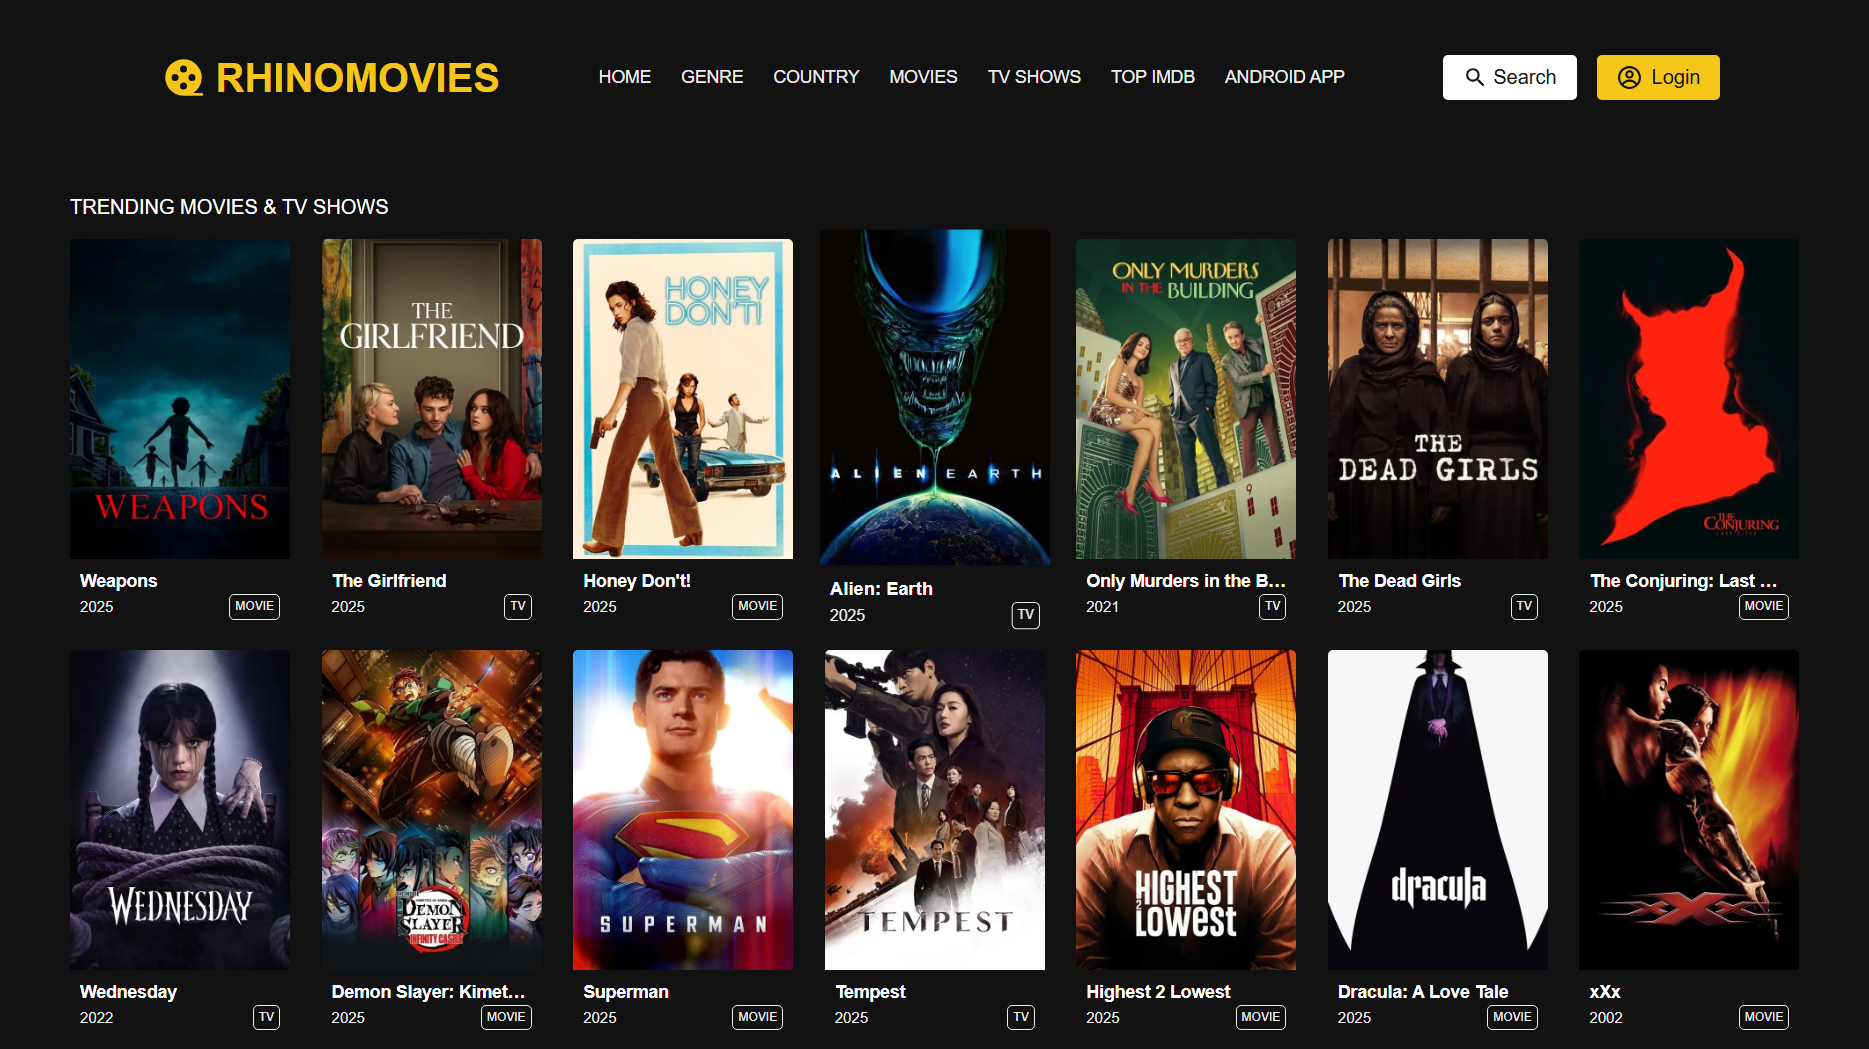 RHINOMOVIES
HOME GENRE COUNTRY MOVIES TV SHOWS TOP IMDB ANDROID APP
Search
Login
TRENDING MOVIES & TV SHOWS
WEAPONS
Weapons
2025 MOVIE
THE
GIRLFRIEND
The Girlfriend
2025 TV
HONEY
DON'T!
Honey Don't!
2025 MOVIE
ALIEN EARTH
Alien: Earth
2025 TV
ONLY MURDERS
IN THE BUILDING
9
Only Murders in the B...
2021 TV
THE
DEAD GIRLS
The Dead Girls
2025 TV
THE
CONJURING
LAST RITES
The Conjuring: Last ...
2025 MOVIE
WEDNESDAY
Wednesday
2022 TV
DEMON
SLAYER
INFINITY CASTLE
Demon Slayer: Kimet...
2025 MOVIE
SUPERMAN
Superman
2025 MOVIE
TEMPEST
Tempest
2025 TV
HIGHEST
2
LOWEST
Highest 2 Lowest
2025 MOVIE
dracula
Dracula: A Love Tale
2025 MOVIE
xXx
xXx
2002 MOVIE